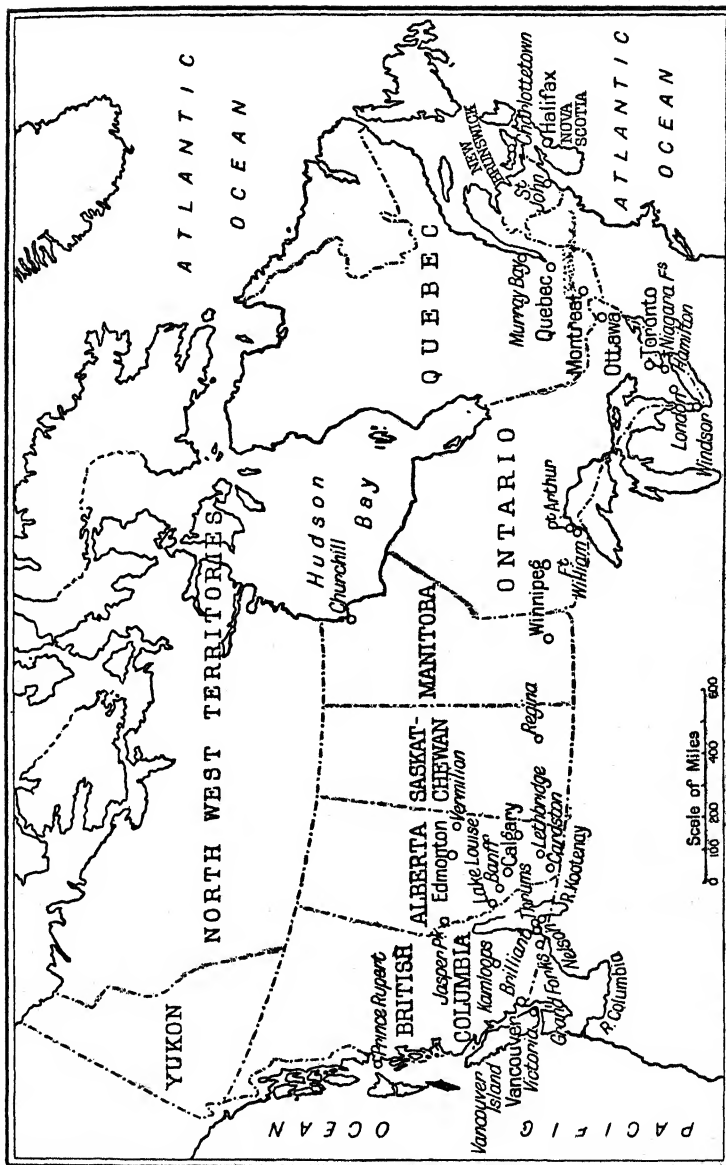 ATLANTIC
OCEAN
NORTH WEST TERRITORIES
YUKON
Hudson
Bay
Churchill
QUEBEC
ONTARIO
MANITOBA
SASKAT-
CHEWAN
ALBERTA
BRITISH
COLUMBIA
NEW
BRUNSWICK
St
John
Charlottetown
Halifax
NOVA
SCOTIA
ATLANTIC
OCEAN
Murray Bay
Quebec
Montreal
Ottawa
Toronto
Niagara Fs
Hamilton
London
Windsor
Pt Arthur
Ft
William
Winnipeg
Regina
Vermilion
Edmonton
Lake Louise
Banff
Calgary
Lethbridge
Cardston
Jasper Pk
Kamloops
Brilliant
Thrums
Nelson
R. Kootenay
Grand Forks
R. Columbia
Prince Rupert
Vancouver
Island
Vancouver
Victoria
PACIFIC
OCEAN
Scale of Miles
0 100 200 400 600